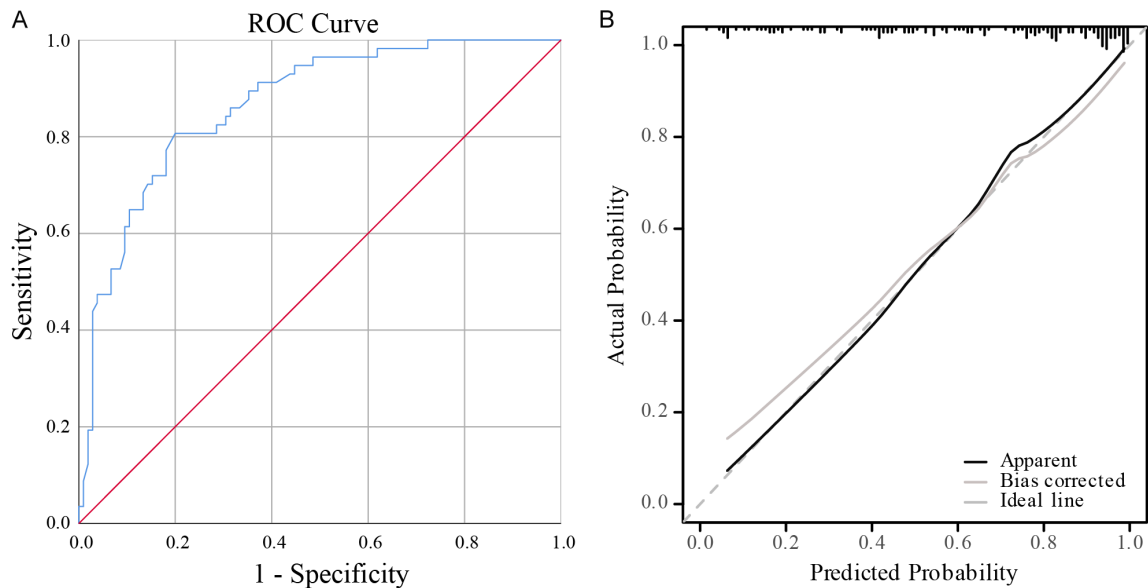 A
ROC Curve
1.0
0.8
0.6
0.4
0.2
0.0
Sensitivity
0.0 0.2 0.4 0.6 0.8 1.0
1 - Specificity
B
1.0
0.8
0.6
0.4
0.2
0.0
Actual Probability
Apparent
Bias corrected
Ideal line
0.0 0.2 0.4 0.6 0.8 1.0
Predicted Probability